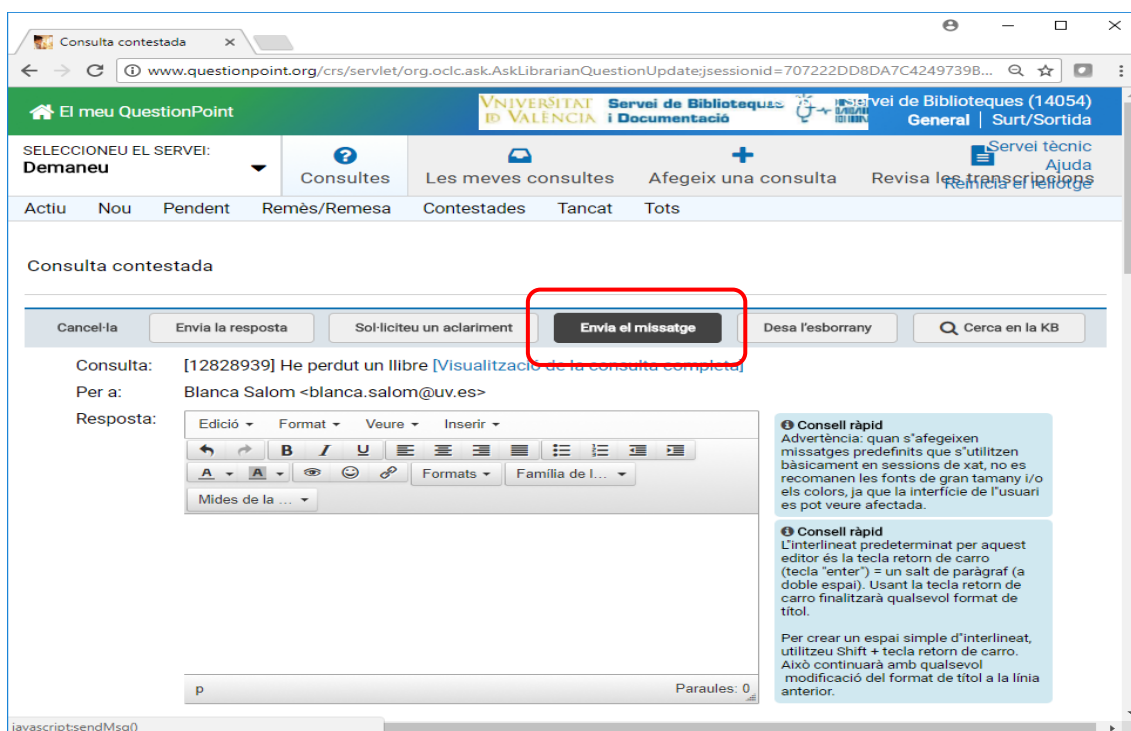 Consulta contestada
www.questionpoint.org/crs/servlet/org.oclc.ask.AskLibrarianQuestionUpdate;jsessionid=707222DD8DA7C4249739B...
El meu QuestionPoint
VNIVERSITAT ID VALÈNCIA Servei de Biblioteques i Documentació
Servei de Biblioteques (14054)
General | Surt/Sortida
SELECCIONEU EL SERVEI:
Demaneu
Consultes Les meves consultes Afegeix una consulta Revisa les transcripcions
Servei tècnic
Ajuda
Reinicia el rellotge
Actiu Nou Pendent Remès/Remesa Contestades Tancat Tots
Consulta contestada
Cancel·la Envia la resposta Sol·liciteu un aclariment Envia el missatge Desa l'esborrany Cerca en la KB
Consulta: [12828939] He perdut un llibre [Visualització de la consulta completa]
Per a: Blanca Salom <blanca.salom@uv.es>
Resposta:
Edició Format Veure Inserir
B I U
A A Formats Família de l...
Mides de la ...
p Paraules: 0
Consell ràpid
Advertència: quan s"afegeixen
missatges predefinits que s"utilitzen
bàsicament en sessions de xat, no es
recomanen les fonts de gran tamany i/o
els colors, ja que la interfície de l"usuari
es pot veure afectada.
Consell ràpid
L"interlineat predeterminat per aquest
editor és la tecla retorn de carro
(tecla "enter") = un salt de paràgraf (a
doble espai). Usant la tecla retorn de
carro finalitzarà qualsevol format de
títol.
Per crear un espai simple d"interlineat,
utilitzeu Shift + tecla retorn de carro.
Això continuarà amb qualsevol
modificació del format de títol a la línia
anterior.
javascript:sendMsg()